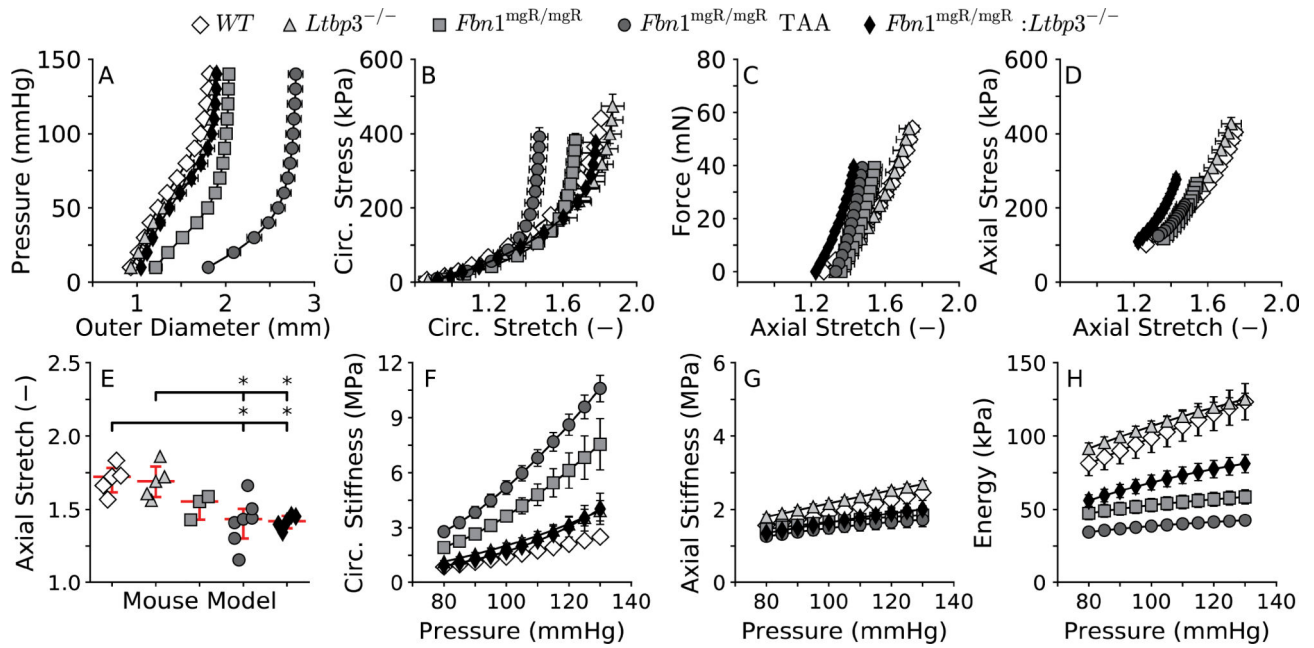 WT Ltbp3−/− Fbn1mgR/mgR Fbn1mgR/mgR TAA Fbn1mgR/mgR :Ltbp3−/−
A
Pressure (mmHg)
150
100
50
0
1 2 3
Outer Diameter (mm)
B
Circ. Stress (kPa)
600
400
200
0
1.2 1.6 2.0
Circ. Stretch (−)
C
Force (mN)
80
60
40
20
0
1.2 1.6 2.0
Axial Stretch (−)
D
Axial Stress (kPa)
600
400
200
0
1.2 1.6 2.0
Axial Stretch (−)
E
Axial Stretch (−)
2.5
2.0
1.5
1.0
* *
* *
Mouse Model
F
Circ. Stiffness (MPa)
12
9
6
3
0
80 100 120 140
Pressure (mmHg)
G
Axial Stiffness (MPa)
6
4
2
0
80 100 120 140
Pressure (mmHg)
H
Energy (kPa)
150
125
100
75
50
25
0
80 100 120 140
Pressure (mmHg)